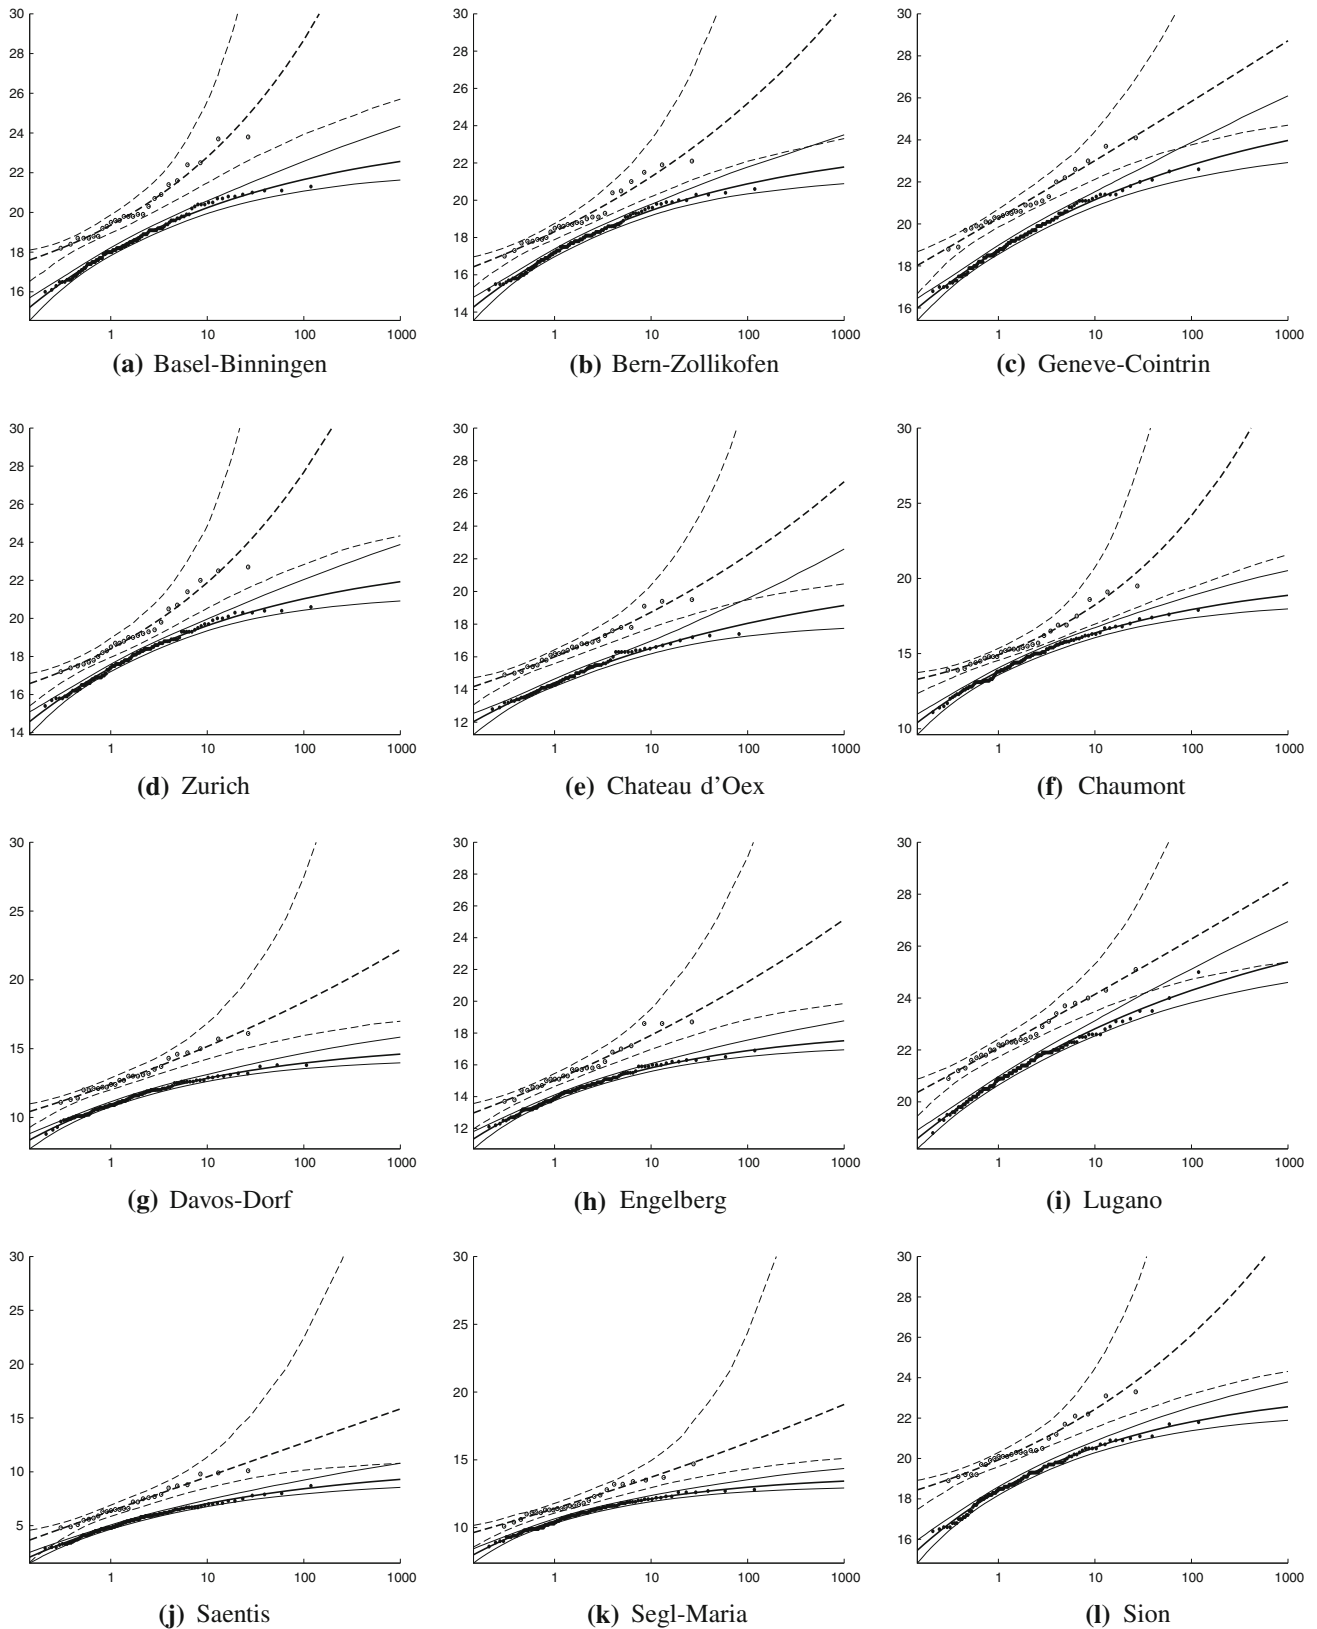 30 30 30
28 28 28
26 26 26
24 24 24
22 22 22
20 20 20
18 18 18
16 16 16
14
1 10 100 1000 1 10 100 1000 1 10 100 1000
(a) Basel-Binningen (b) Bern-Zollikofen (c) Geneve-Cointrin
30 30 30
28 28
26 26 25
24 24
22 22
20 20 20
18 18
16 16 15
14 14
12 10
1 10 100 1000 1 10 100 1000 1 10 100 1000
(d) Zurich (e) Chateau d'Oex (f) Chaumont
30 30 30
28 28
25 26 26
24
22 24
20 20 22
18
15 16 20
14
10 12
1 10 100 1000 1 10 100 1000 1 10 100 1000
(g) Davos-Dorf (h) Engelberg (i) Lugano
30 30 30
28
25 25 26
24
20 20 22
15 20
15 18
10
5 10 16
1 10 100 1000 1 10 100 1000 1 10 100 1000
(j) Saentis (k) Segl-Maria (l) Sion